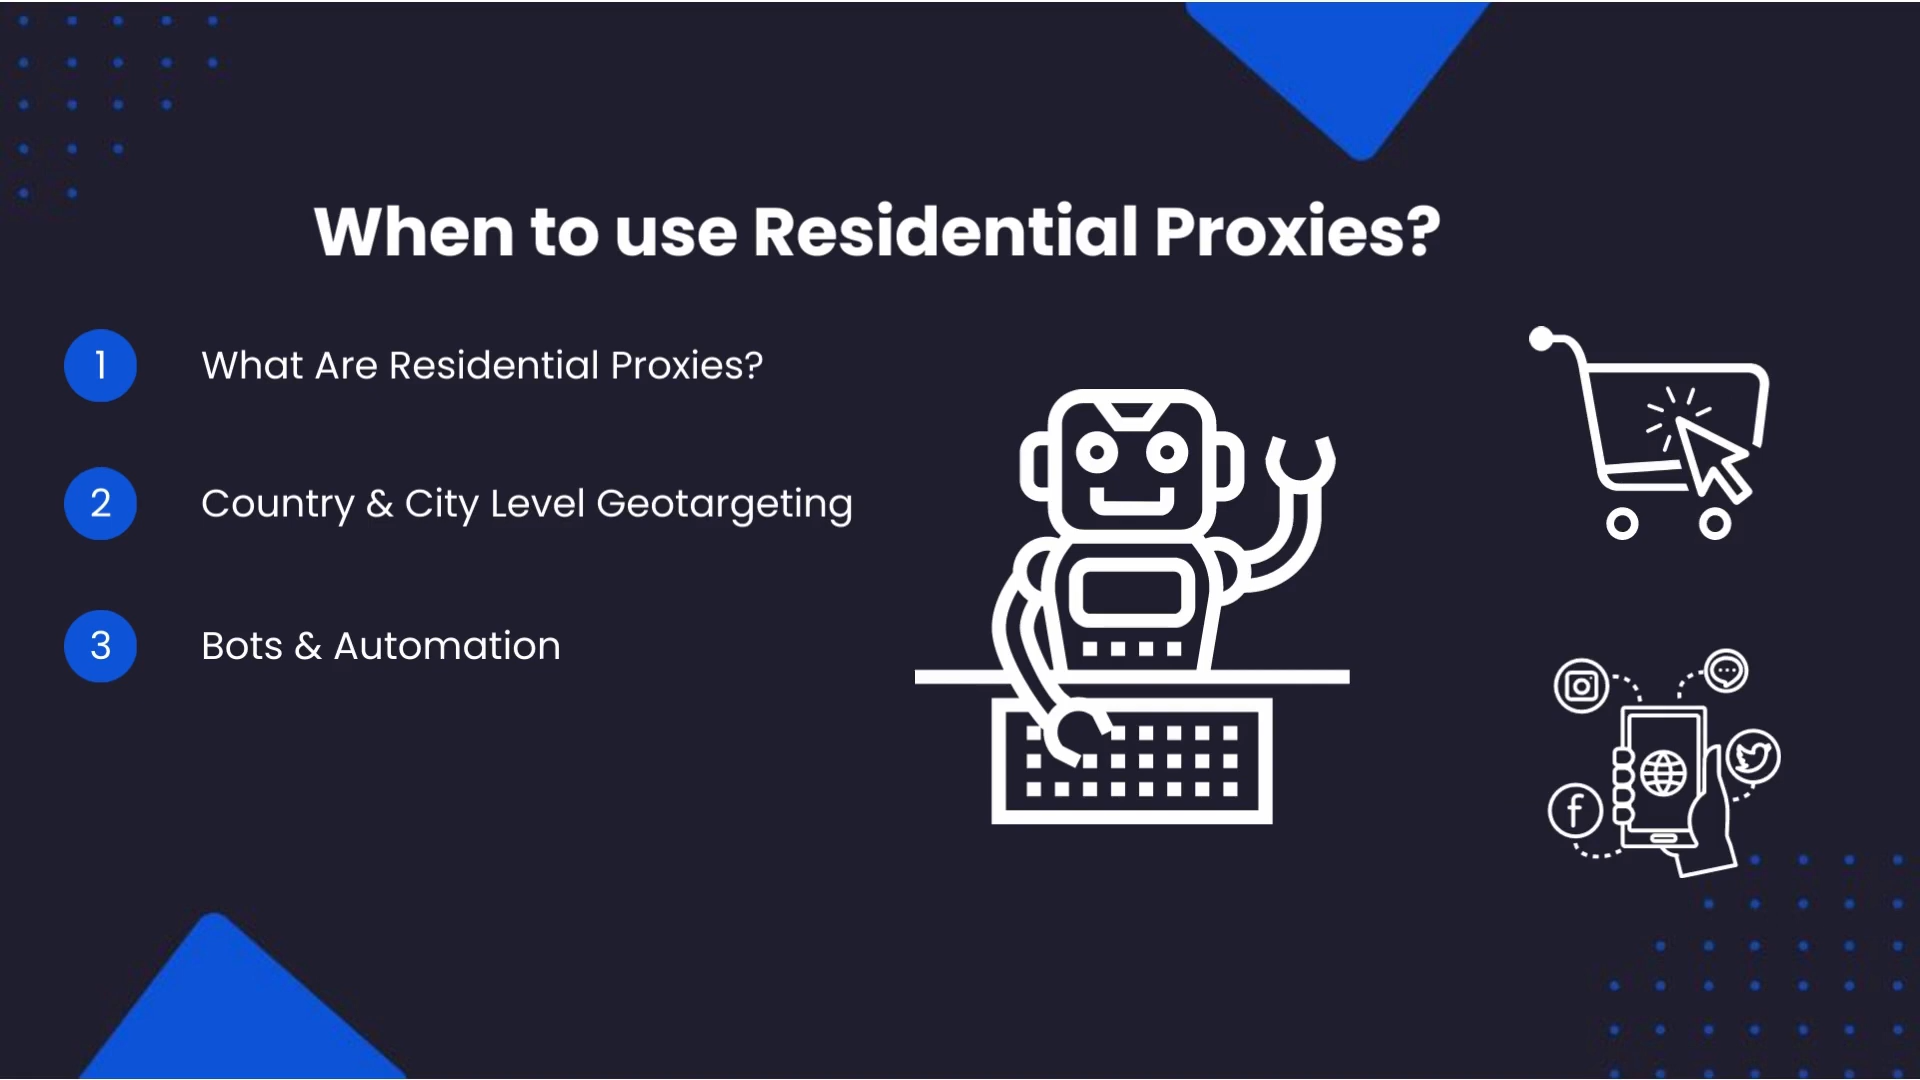 When to use Residential Proxies?
1 What Are Residential Proxies?
2 Country & City Level Geotargeting
3 Bots & Automation
f